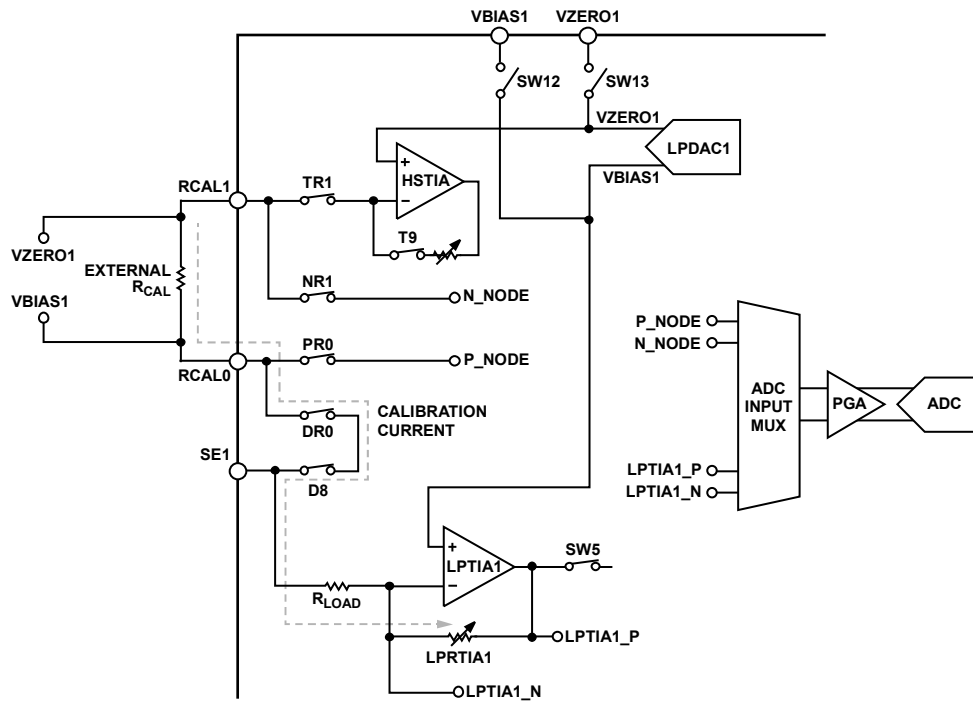 VBIAS1
VZERO1
SW12
SW13
VZERO1
LPDAC1
VBIAS1
+
HSTIA
−
RCAL1
TR1
T9
VZERO1
EXTERNAL
RCAL
VBIAS1
NR1
N_NODE
PR0
P_NODE
RCAL0
DR0
CALIBRATION
CURRENT
SE1
D8
P_NODE
N_NODE
ADC
INPUT
MUX
PGA
ADC
LPTIA1_P
LPTIA1_N
+
LPTIA1
−
SW5
RLOAD
LPRTIA1
LPTIA1_P
LPTIA1_N